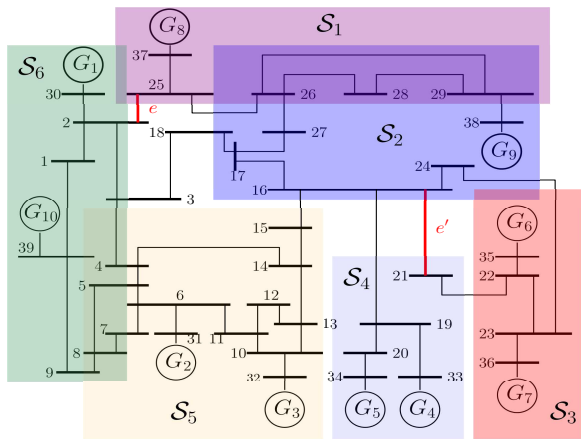 G8 S1
37
S6 G1
25
30 e 26 28 29
2 18 38
27 S2
G9
1 17 24
16
3
G10 15 e′ G6
39 35
4 14 S4 21 22
5
6 12
7 11 13 19 23
31
8 10 20
G2 36
9 32 34 33
G3 G5 G4 G7
S5 S3